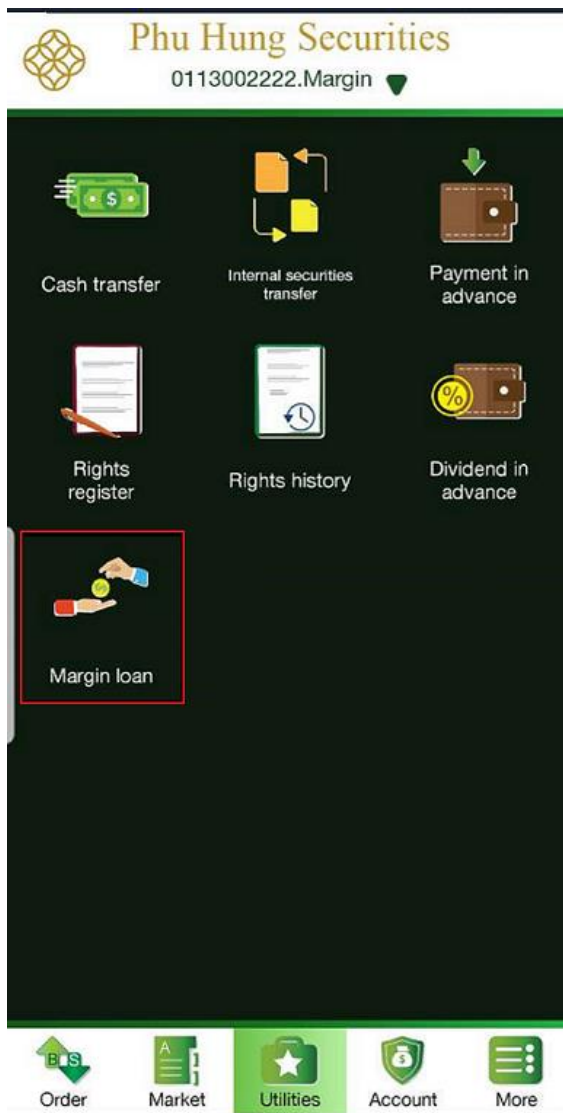 Phu Hung Securities
0113002222.Margin
Cash transfer
Internal securities
transfer
Payment in
advance
Rights
register
Rights history
Dividend in
advance
Margin loan
Order
Market
Utilities
Account
More